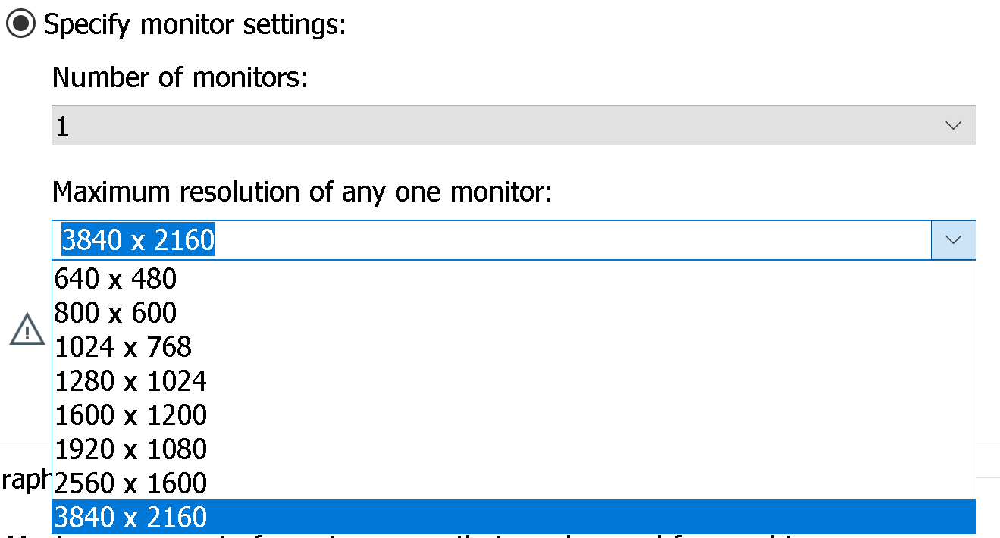 Specify monitor settings:
Number of monitors:
1
Maximum resolution of any one monitor:
3840 x 2160
640 x 480
800 x 600
1024 x 768
1280 x 1024
1600 x 1200
1920 x 1080
raph
2560 x 1600
3840 x 2160